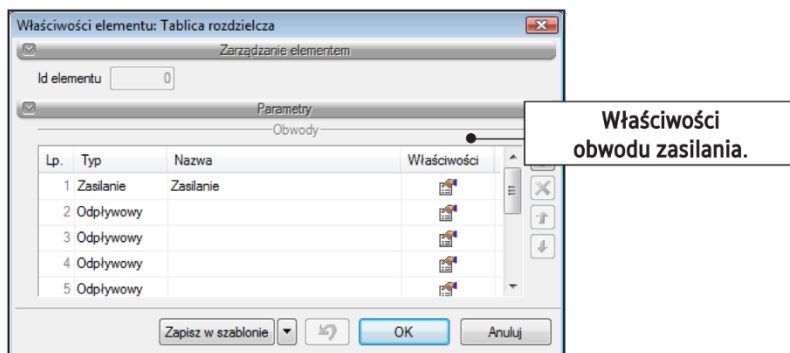 Właściwości elementu: Tablica rozdzielcza
Zarządzanie elementem
Id elementu 0
Parametry
Obwody
Właściwości
obwodu zasilania.
Lp. Typ Nazwa Właściwości
1 Zasilanie Zasilanie
2 Odpływowy
3 Odpływowy
4 Odpływowy
5 Odpływowy
Zapisz w szablonie OK Anuluj